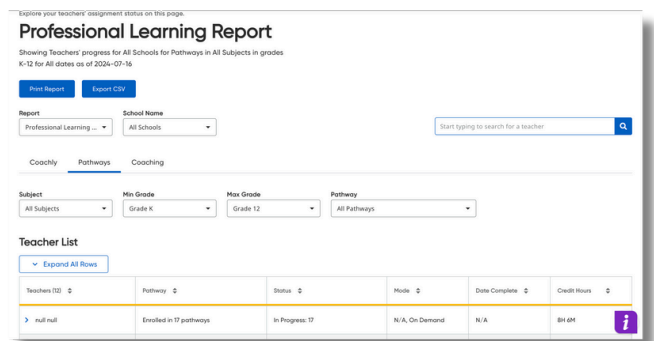 Explore your teachers' assignment status on this page.
Professional Learning Report
Showing Teachers' progress for All Schools for Pathways in All Subjects in grades
K-12 for All dates as of 2024-07-16
Print Report Export CSV
Report School Name
Professional Learning ... All Schools Start typing to search for a teacher
Coachly Pathways Coaching
Subject Min Grade Max Grade Pathway
All Subjects Grade K Grade 12 All Pathways
Teacher List
Expand All Rows
Teachers (12) Pathway Status Mode Date Complete Credit Hours
null null Enrolled in 17 pathways In Progress: 17 N/A, On Demand N/A 8H 6M
i